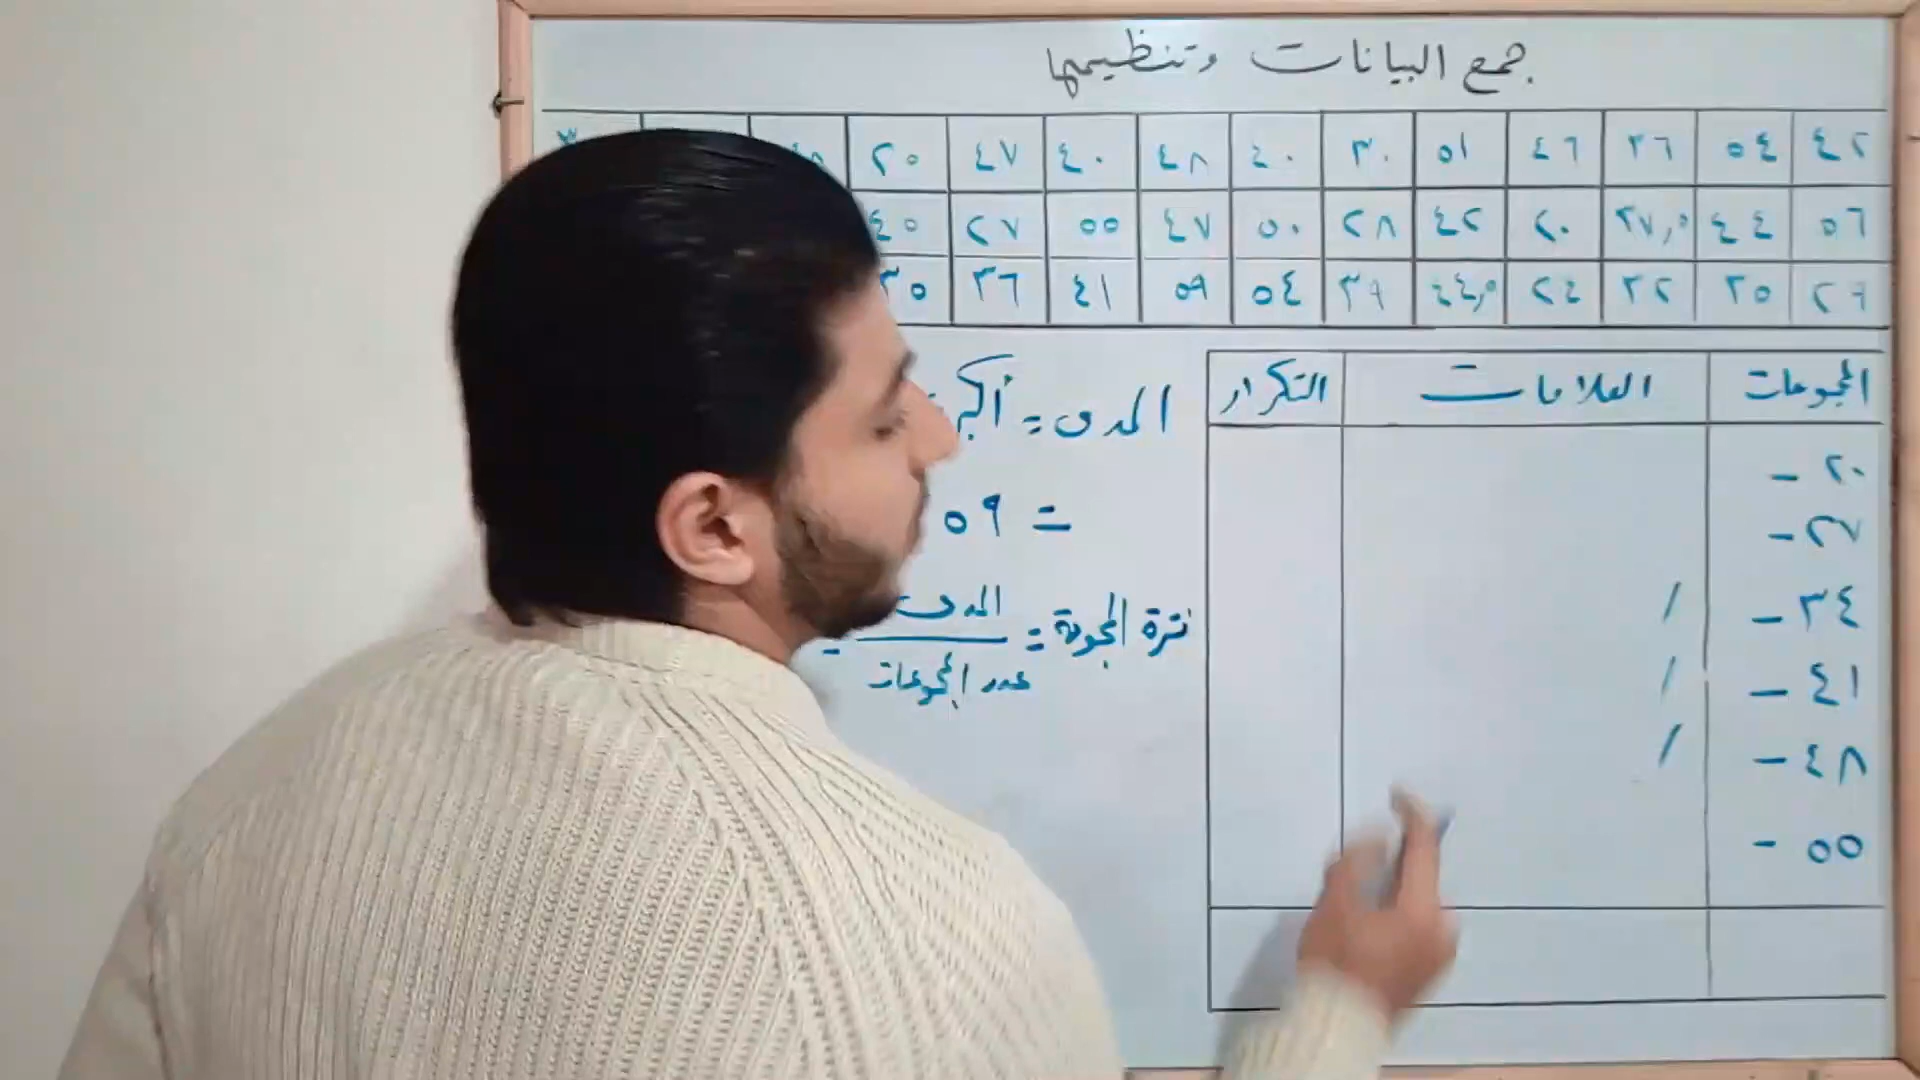 جمع البيانات وتنظيمها
٤٢ ٥٤ ٣٦ ٤٦ ٥١ ٣٠ ٤٠ ٤٨ ٤٠ ٤٧ ٢٥
٥٦ ٤٤ ٣٧,٥ ٢٠ ٤٢ ٢٨ ٥٠ ٤٧ ٥٥ ٢٧ ٤٥
٢٦ ٣٥ ٣٢ ٢٤ ٤٤,٥ ٣٩ ٥٤ ٥٩ ٤١ ٣٦ ٣٥
المجموعات العلامات التكرار
٢٠ -
٢٧ -
٣٤ - /
٤١ - /
٤٨ - /
٥٥ -
المدى = أكبر
= ٥٩
فترة المجموعة = المدى
عدد المجموعات